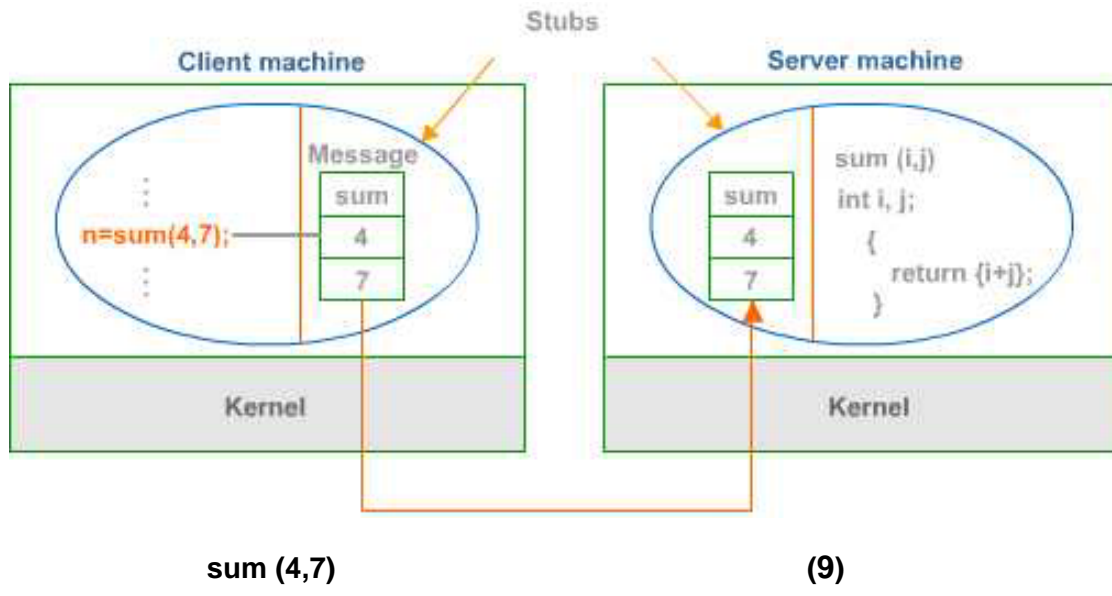 Stubs
Client machine
Server machine
Message
sum
4
7
⋮
n=sum(4,7);
⋮
Kernel
sum
4
7
sum (i,j)
int i, j;
{
return {i+j};
}
Kernel
sum (4,7)
(9)